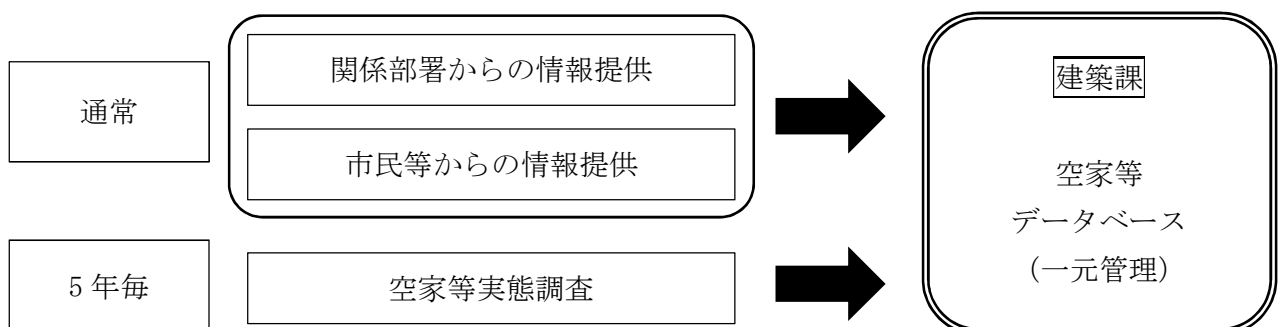 通常
関係部署からの情報提供
市民等からの情報提供
5年毎
空家等実態調査
建築課
空家等
データベース
（一元管理）